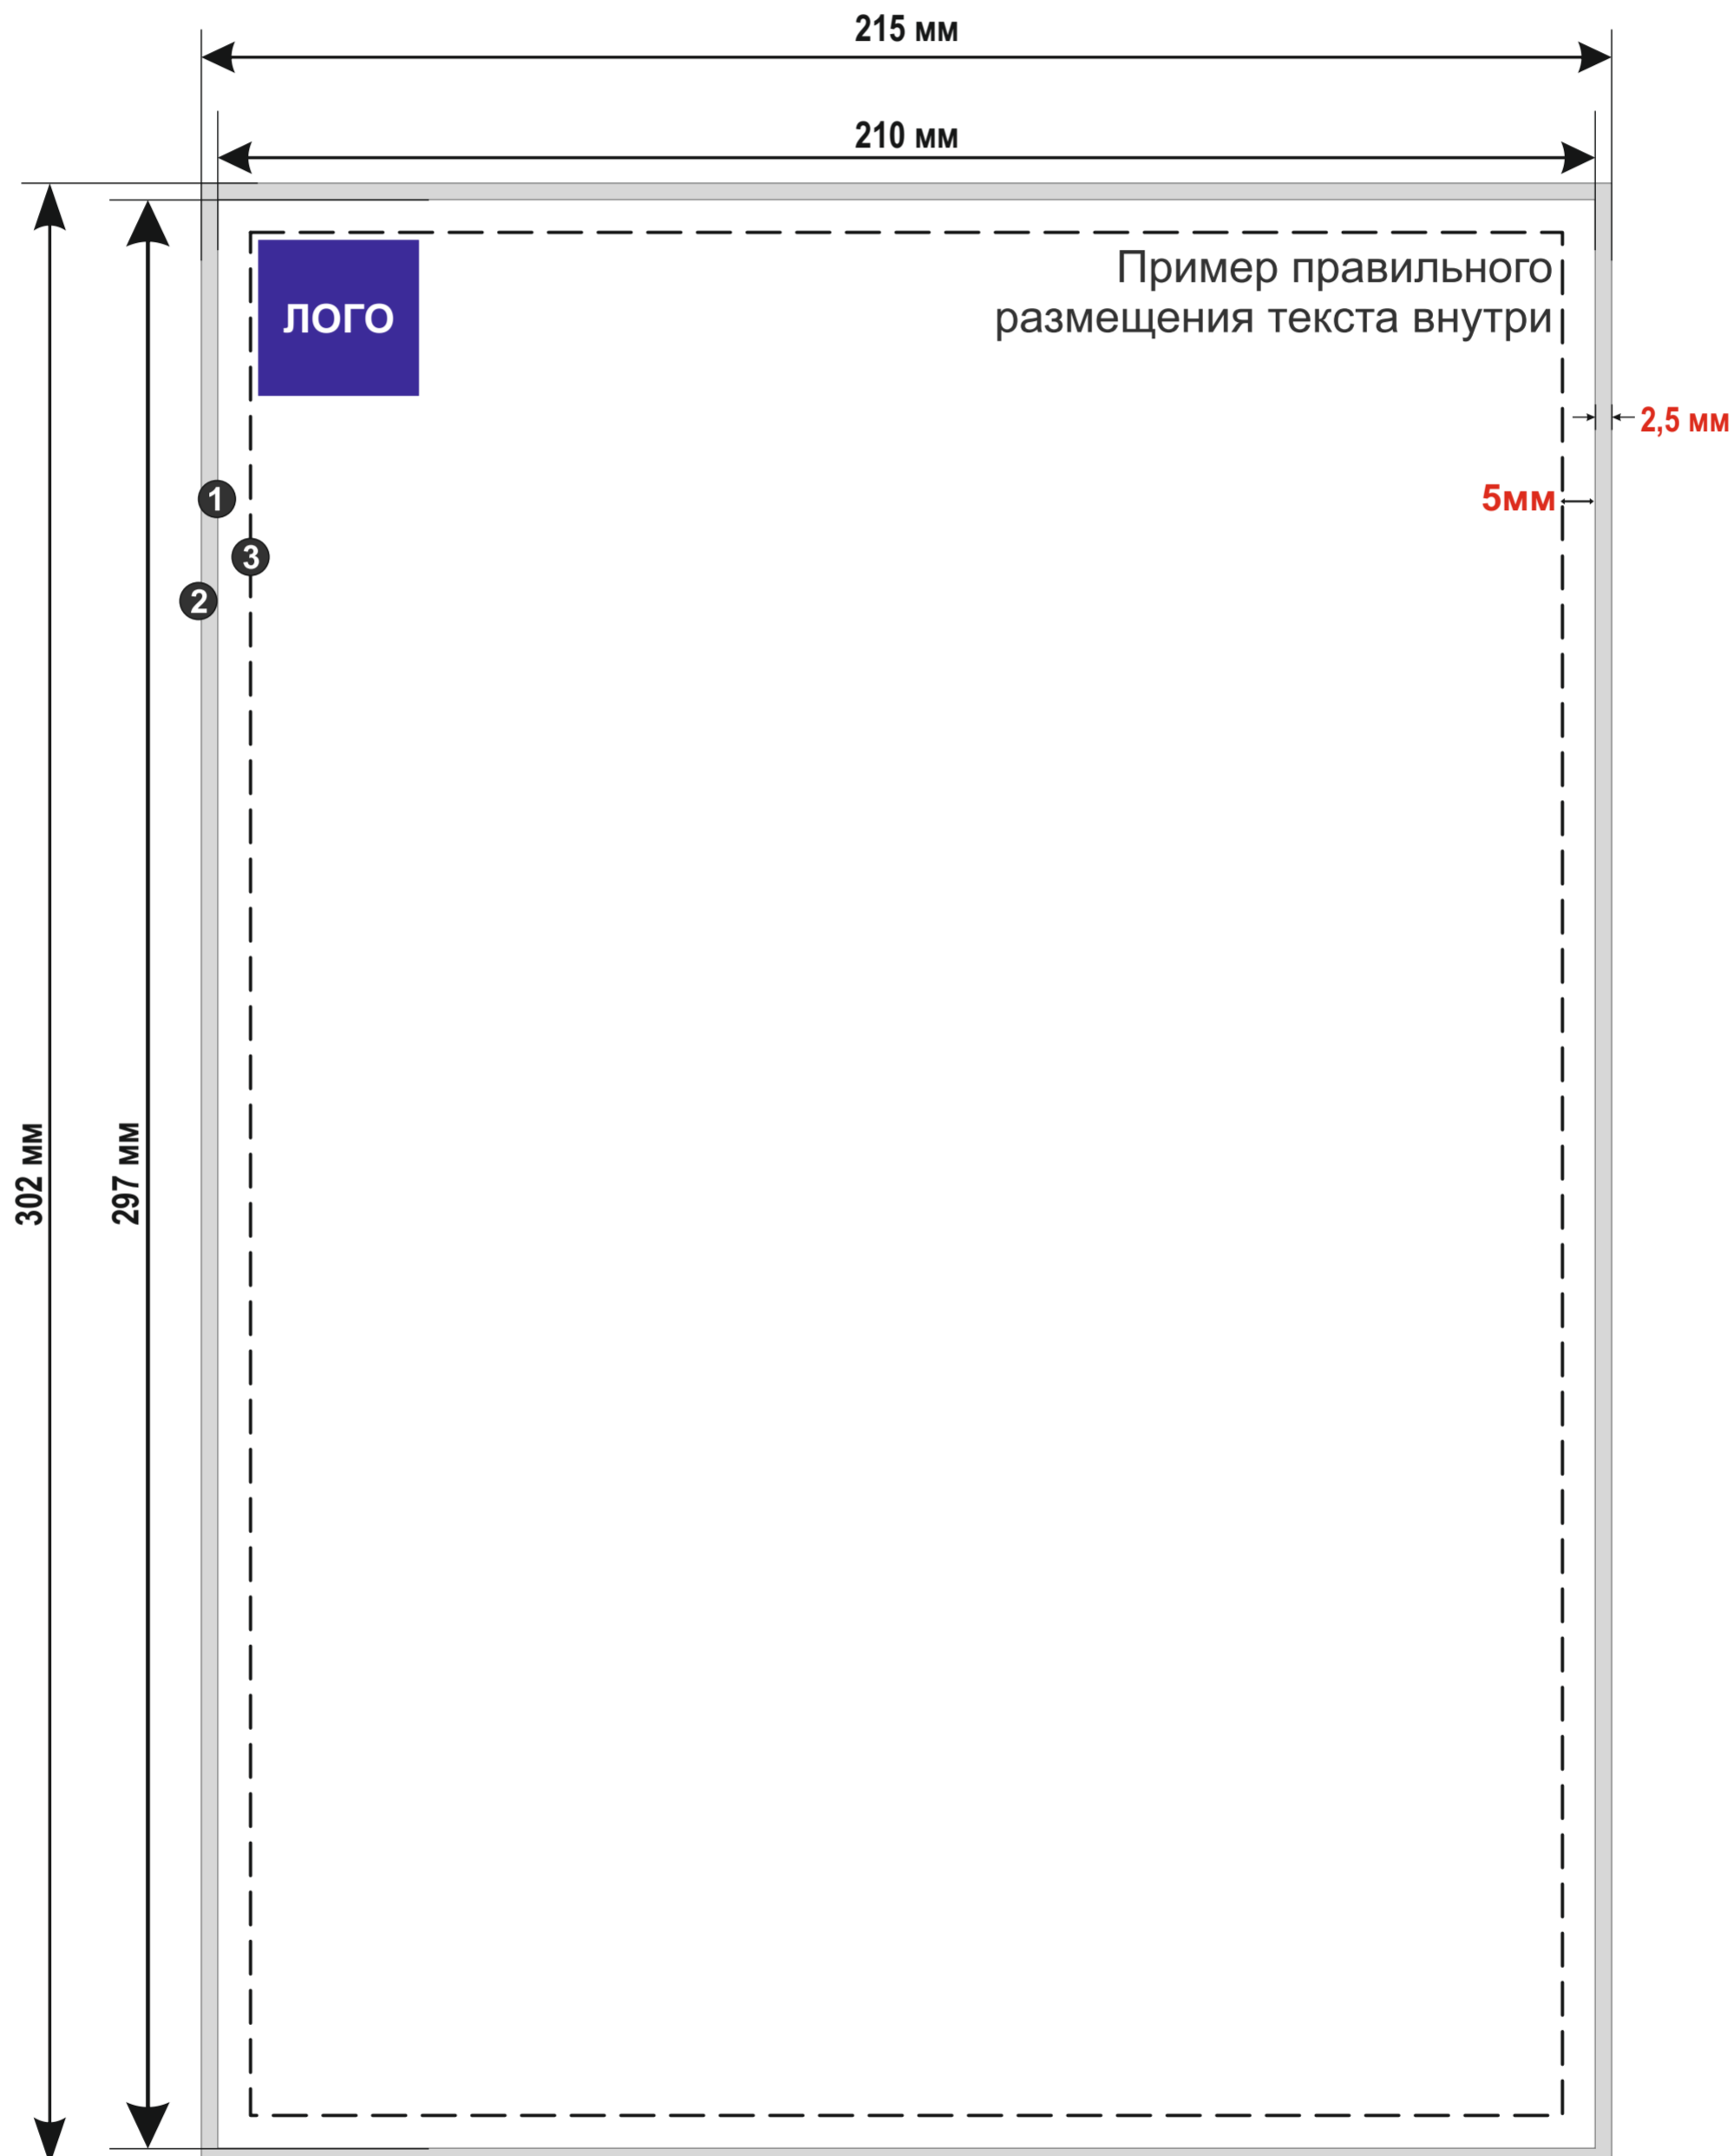 215 мм
210 мм
ЛОГО
Пример правильного
размещения текста внутри
2,5 мм
5мм
1
3
2
302 мм
297 мм